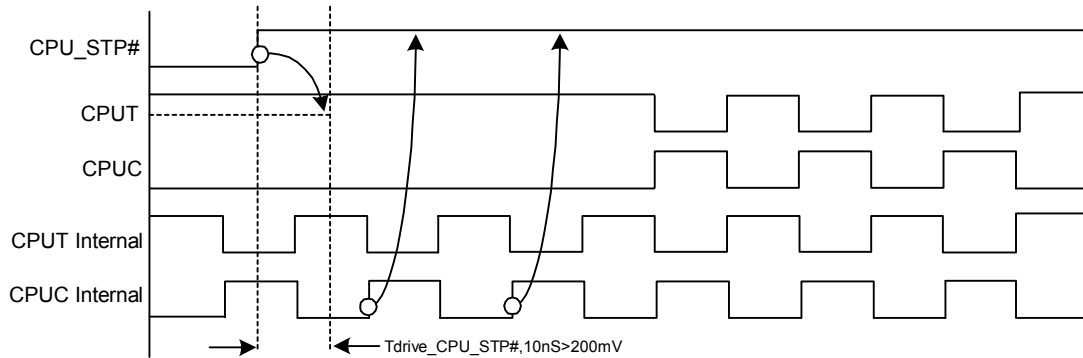 CPU_STP#
CPUT
CPUC
CPUT Internal
CPUC Internal
Tdrive_CPU_STP#,10nS>200mV